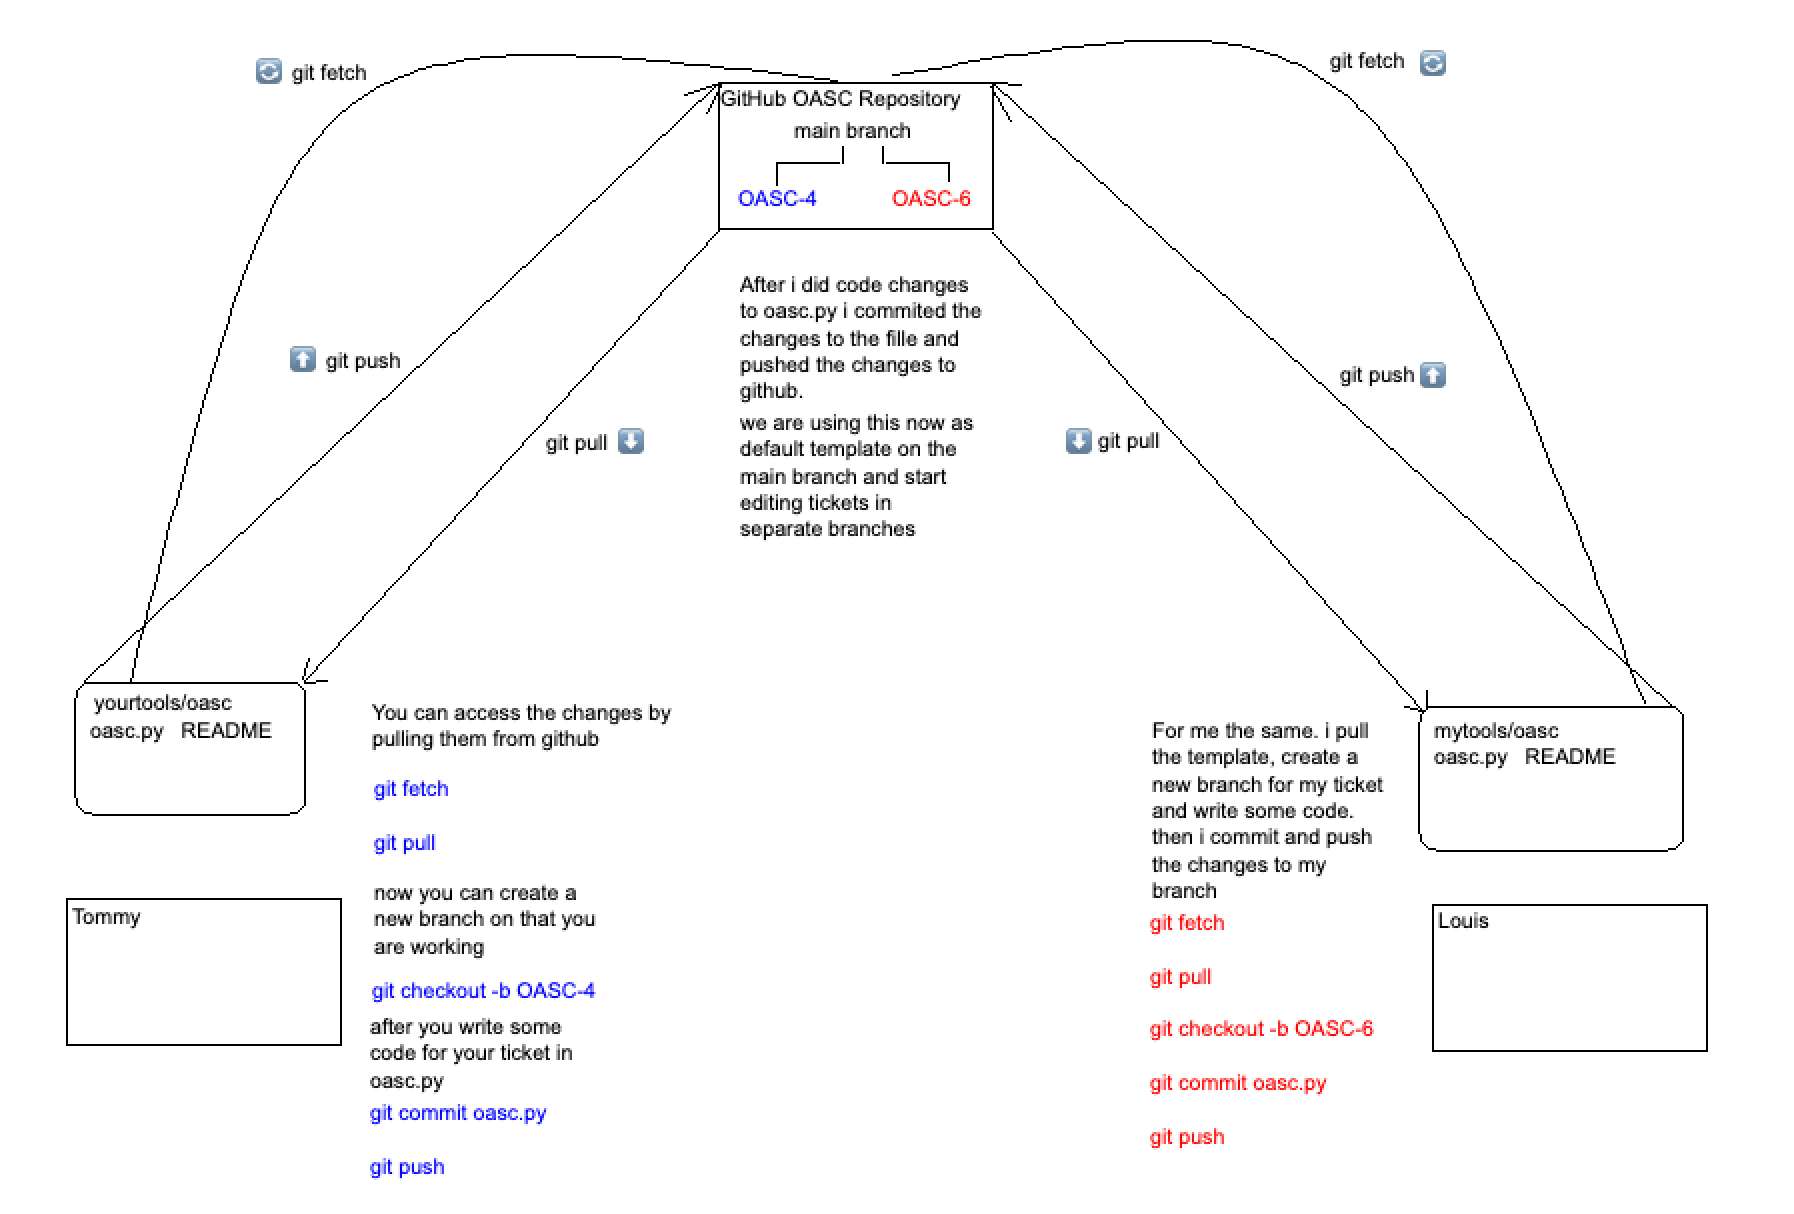 git fetch
git fetch
GitHub OASC Repository
main branch
OASC-4 OASC-6
After i did code changes
to oasc.py i commited the
changes to the fille and
pushed the changes to
github.
we are using this now as
default template on the
main branch and start
editing tickets in
separate branches
git push
git pull
git pull
git push
yourtools/oasc
oasc.py README
Tommy
You can access the changes by
pulling them from github
git fetch
git pull
now you can create a
new branch on that you
are working
git checkout -b OASC-4
after you write some
code for your ticket in
oasc.py
git commit oasc.py
git push
For me the same. i pull
the template, create a
new branch for my ticket
and write some code.
then i commit and push
the changes to my
branch
git fetch
git pull
git checkout -b OASC-6
git commit oasc.py
git push
mytools/oasc
oasc.py README
Louis